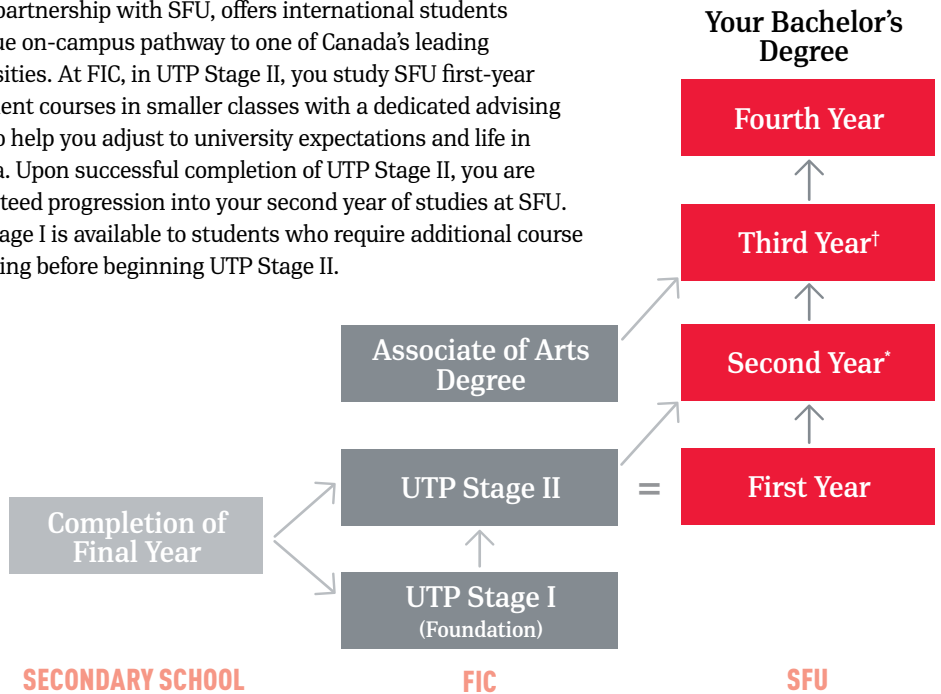 partnership with SFU, offers international students
on-campus pathway to one of Canada's leading
At FIC, in UTP Stage II, you study SFU first-year
courses in smaller classes with a dedicated advising
help you adjust to university expectations and life in
Upon successful completion of UTP Stage II, you are
progression into your second year of studies at SFU.
I is available to students who require additional course
before beginning UTP Stage II.
Your Bachelor's
Degree
Fourth Year
Third Year†
Associate of Arts
Degree
Second Year*
UTP Stage II
=
First Year
Completion of
Final Year
UTP Stage I
(Foundation)
SECONDARY SCHOOL
FIC
SFU